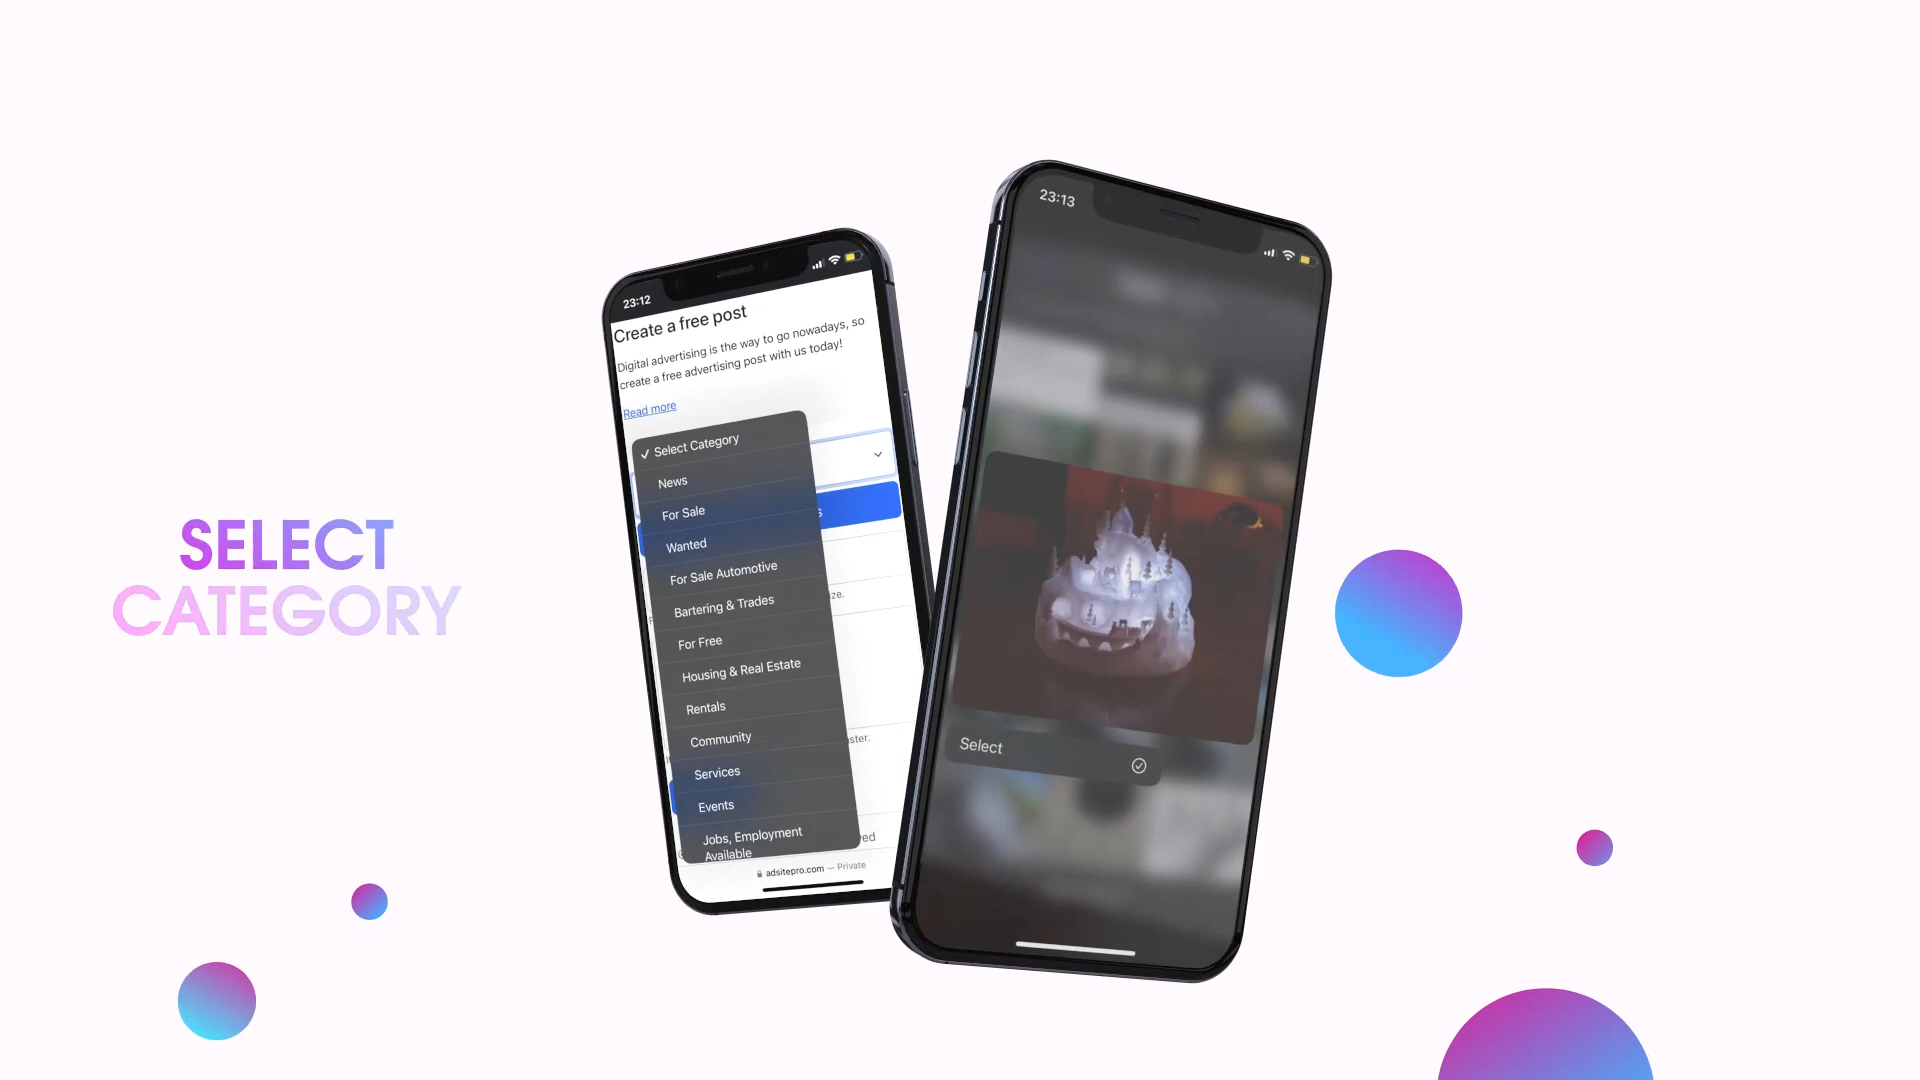 SELECT
CATEGORY
23:12
Create a free post
Digital advertising is the way to go nowadays, so
create a free advertising post with us today!
Read more
✓ Select Category
News
For Sale
Wanted
For Sale Automotive
Bartering & Trades
For Free
Housing & Real Estate
Rentals
Community
Services
Events
Jobs, Employment
Available
adsitepro.com — Private
23:13
Select